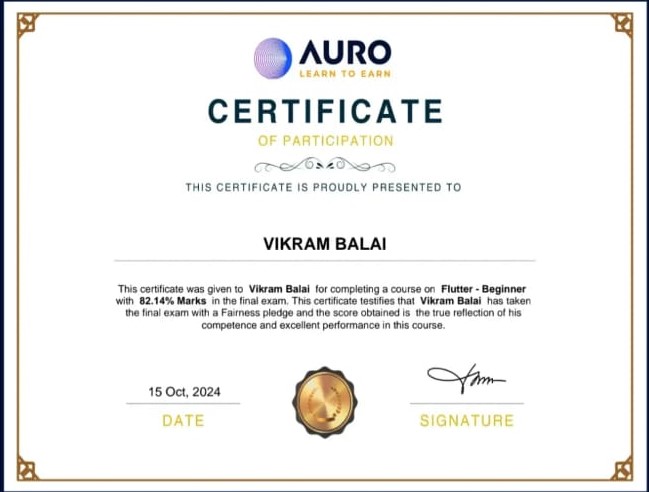 AURO
LEARN TO EARN
CERTIFICATE
OF PARTICIPATION
THIS CERTIFICATE IS PROUDLY PRESENTED TO
VIKRAM BALAI
This certificate was given to Vikram Balai for completing a course on Flutter - Beginner
with 82.14% Marks in the final exam. This certificate testifies that Vikram Balai has taken
the final exam with a Fairness pledge and the score obtained is the true reflection of his
competence and excellent performance in this course.
15 Oct, 2024
DATE
SIGNATURE